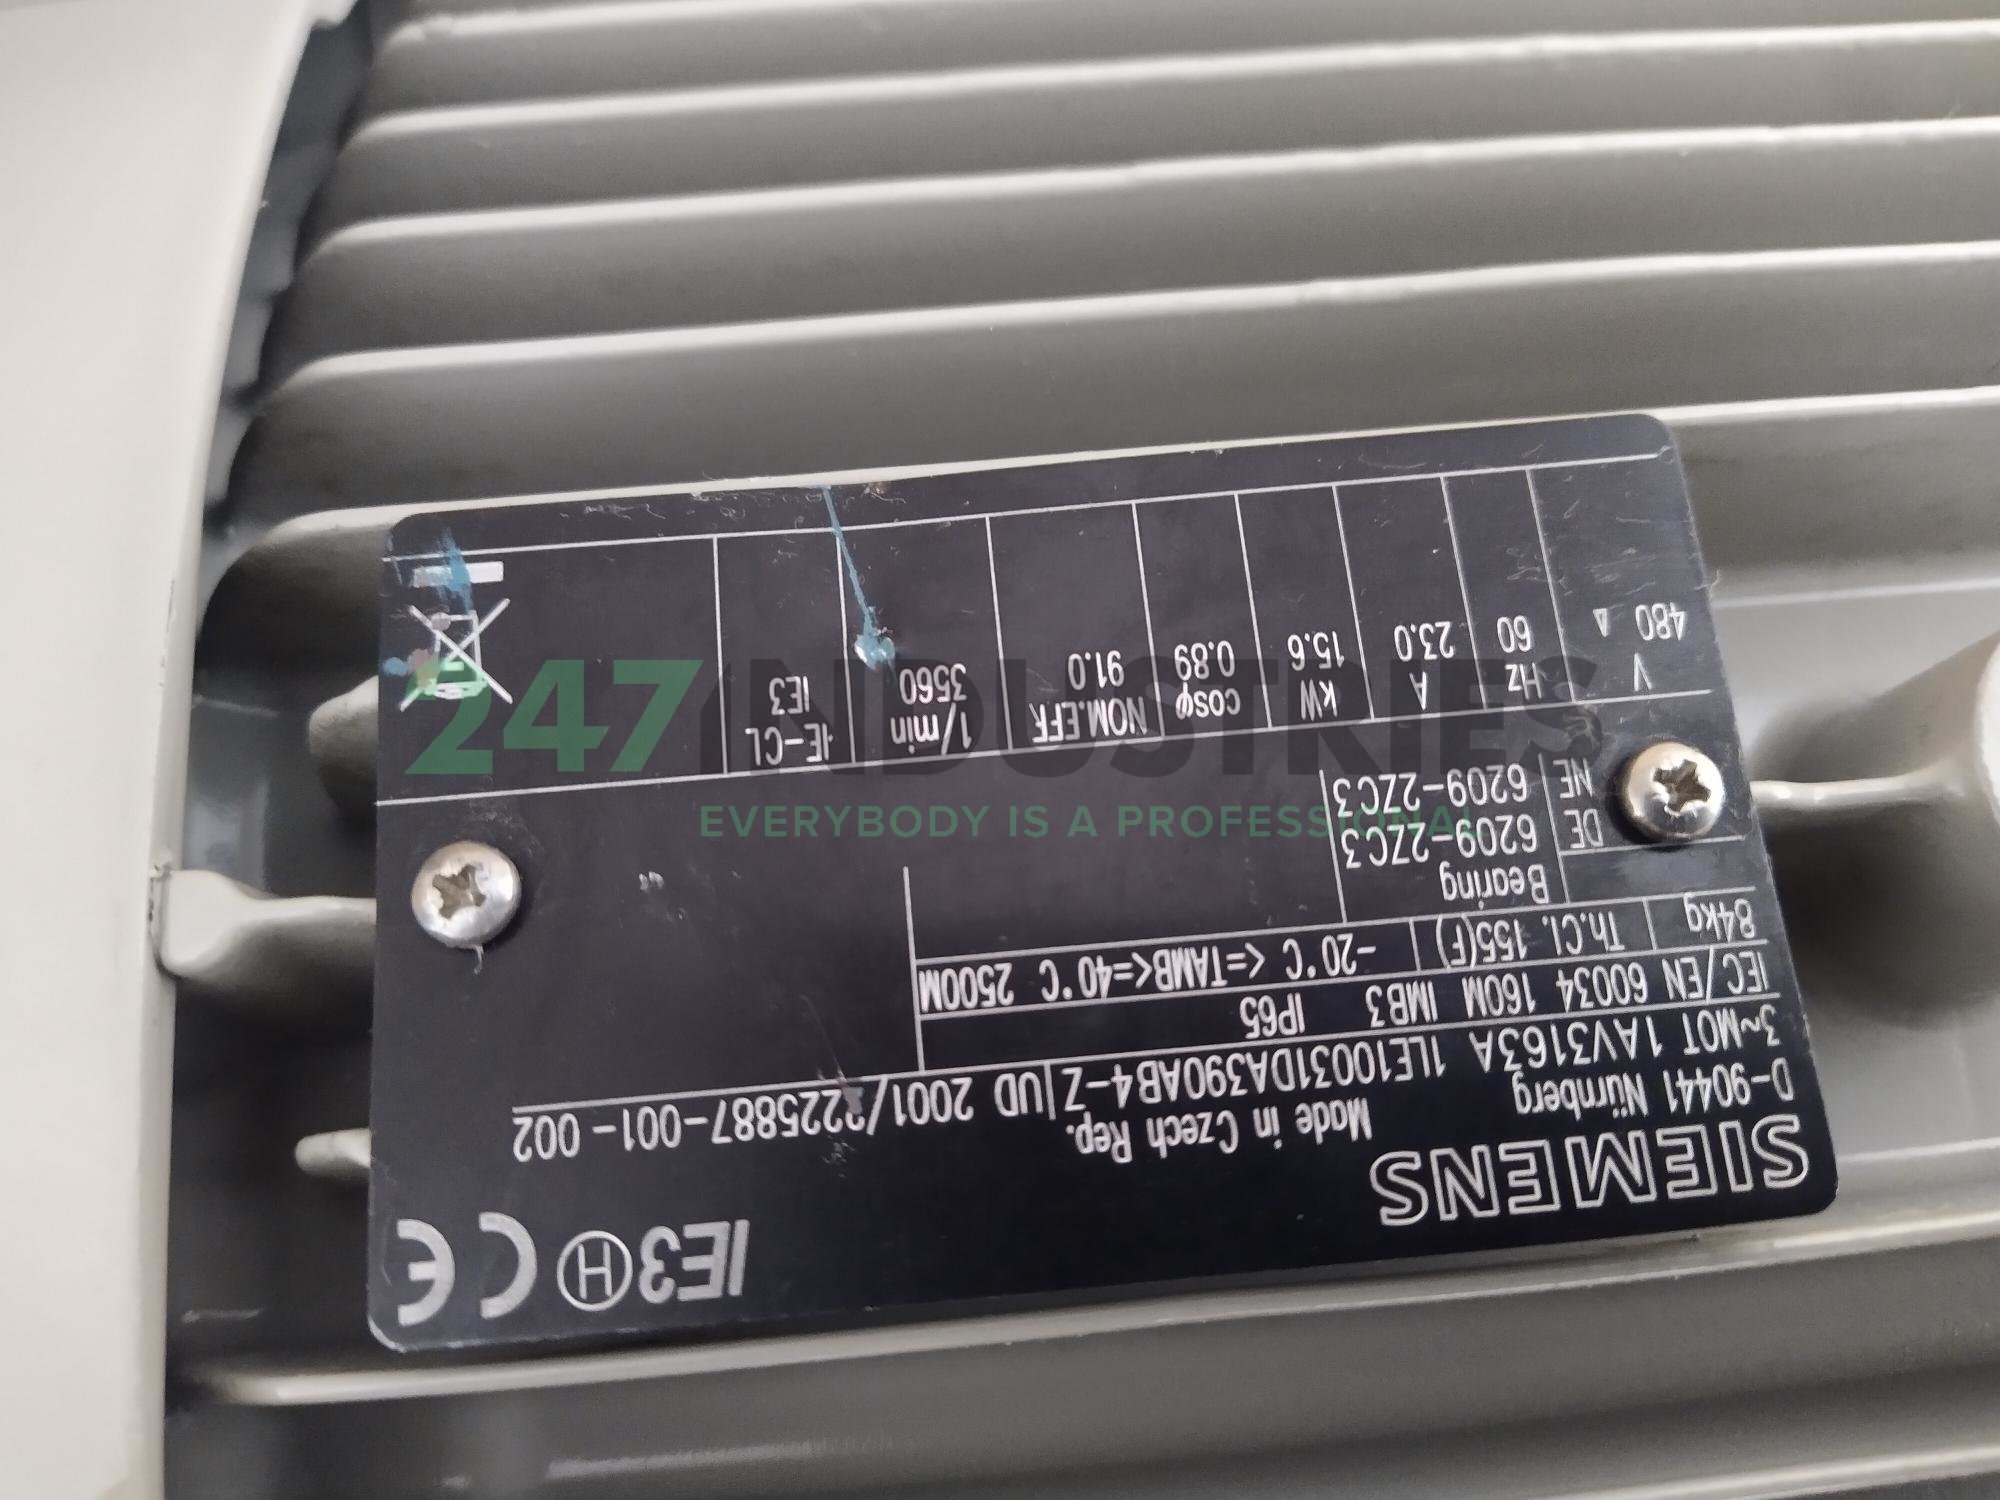 SIEMENS
IE3 H CE
D-90441 Nürnberg Made in Czech Rep.
3~MOT 1AV3163A 1LE10031DA390AB4-Z UD 2001/2225887-001-002
IEC/EN 60034 160M IMB3 IP65
84kg Th.Cl. 155(F) -20°C <=TAMB<=40°C 2500M
Bearing
DE 6209-2ZC3
NE 6209-2ZC3
V Hz A kW cosφ NOM.EFF 1/min IE-CL
480 Δ 60 23.0 15.6 0.89 91.0 3560 IE3
247INDUSTRIES
EVERYBODY IS A PROFESSIONAL